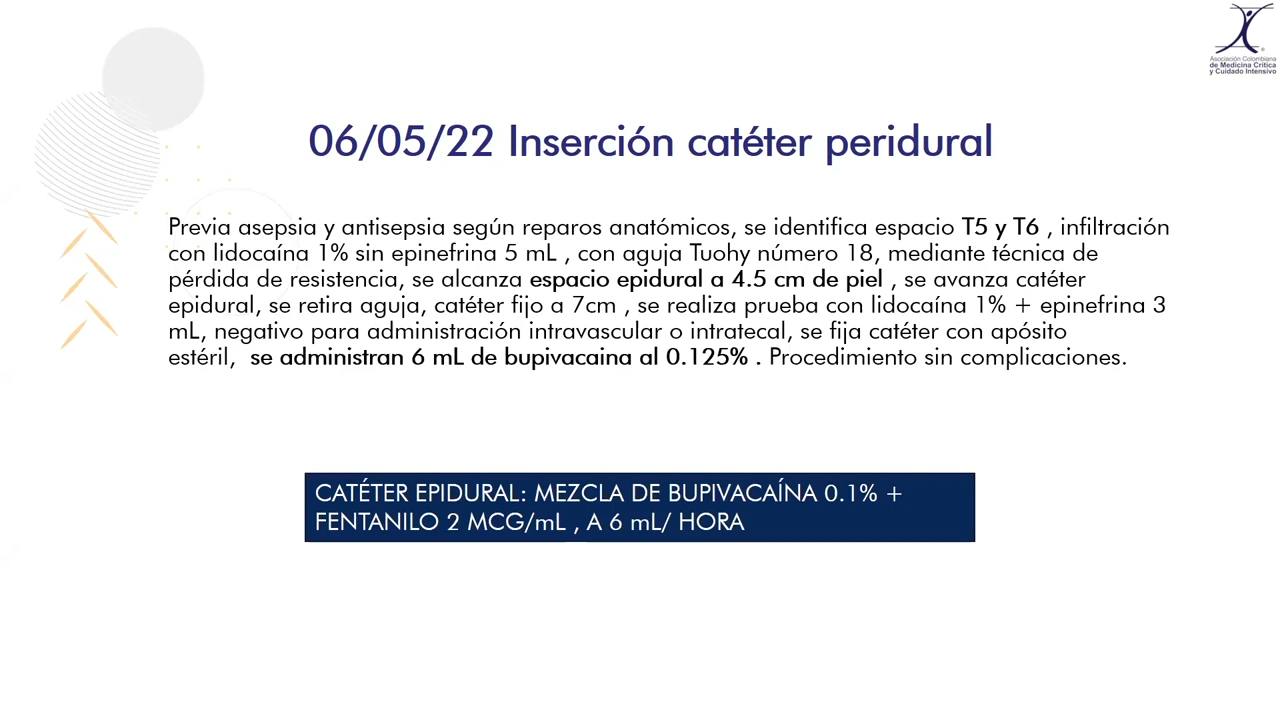 Asociación Colombiana
de Medicina Crítica
y Cuidado Intensivo
06/05/22 Inserción catéter peridural
Previa asepsia y antisepsia según reparos anatómicos, se identifica espacio T5 y T6 , infiltración
con lidocaína 1% sin epinefrina 5 mL , con aguja Tuohy número 18, mediante técnica de
pérdida de resistencia, se alcanza espacio epidural a 4.5 cm de piel , se avanza catéter
epidural, se retira aguja, catéter fijo a 7cm , se realiza prueba con lidocaína 1% + epinefrina 3
mL, negativo para administración intravascular o intratecal, se fija catéter con apósito
estéril, se administran 6 mL de bupivacaina al 0.125% . Procedimiento sin complicaciones.
CATÉTER EPIDURAL: MEZCLA DE BUPIVACAÍNA 0.1% +
FENTANILO 2 MCG/mL , A 6 mL/ HORA